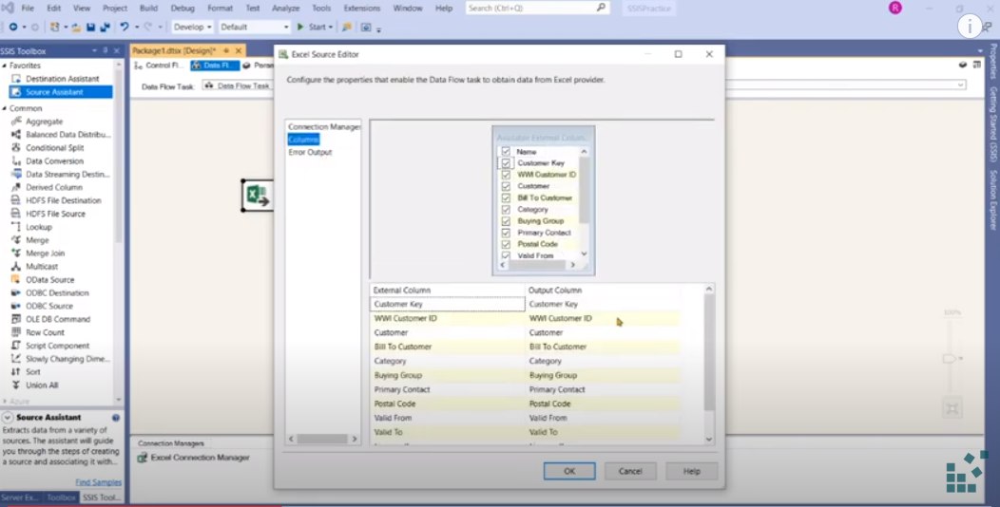 File Edit View Project Build Debug Format Test Analyze Tools Extensions Window Help Search (Ctrl+Q) SSISPractice R i
Develop Default Start
SSIS Toolbox
Favorites
Destination Assistant
Source Assistant
Common
Aggregate
Balanced Data Distribu...
Conditional Split
Data Conversion
Data Streaming Destin...
Derived Column
HDFS File Destination
HDFS File Source
Lookup
Merge
Merge Join
Multicast
OData Source
ODBC Destination
ODBC Source
OLE DB Command
Row Count
Script Component
Slowly Changing Dime...
Sort
Union All
Azure
Source Assistant
Extracts data from a variety of
sources. The assistant will guide
you through the steps of creating
a source and associating it with...
Find Samples
Server Ex... Toolbox SSIS Tool...
Package1.dtsx [Design]*
Control Fl... Data Fl... Param
Data Flow Task: Data Flow Task
Excel Source Editor
Configure the properties that enable the Data Flow task to obtain data from Excel provider.
Connection Manager
Columns
Error Output
Available External Colum...
Name
Customer Key
WWI Customer ID
Customer
Bill To Customer
Category
Buying Group
Primary Contact
Postal Code
Valid From
External Column Output Column
Customer Key Customer Key
WWI Customer ID WWI Customer ID
Customer Customer
Bill To Customer Bill To Customer
Category Category
Buying Group Buying Group
Primary Contact Primary Contact
Postal Code Postal Code
Valid From Valid From
Valid To Valid To
OK Cancel Help
Connection Managers
Excel Connection Manager
100%
Properties
Getting Started (SSIS)
Solution Explorer